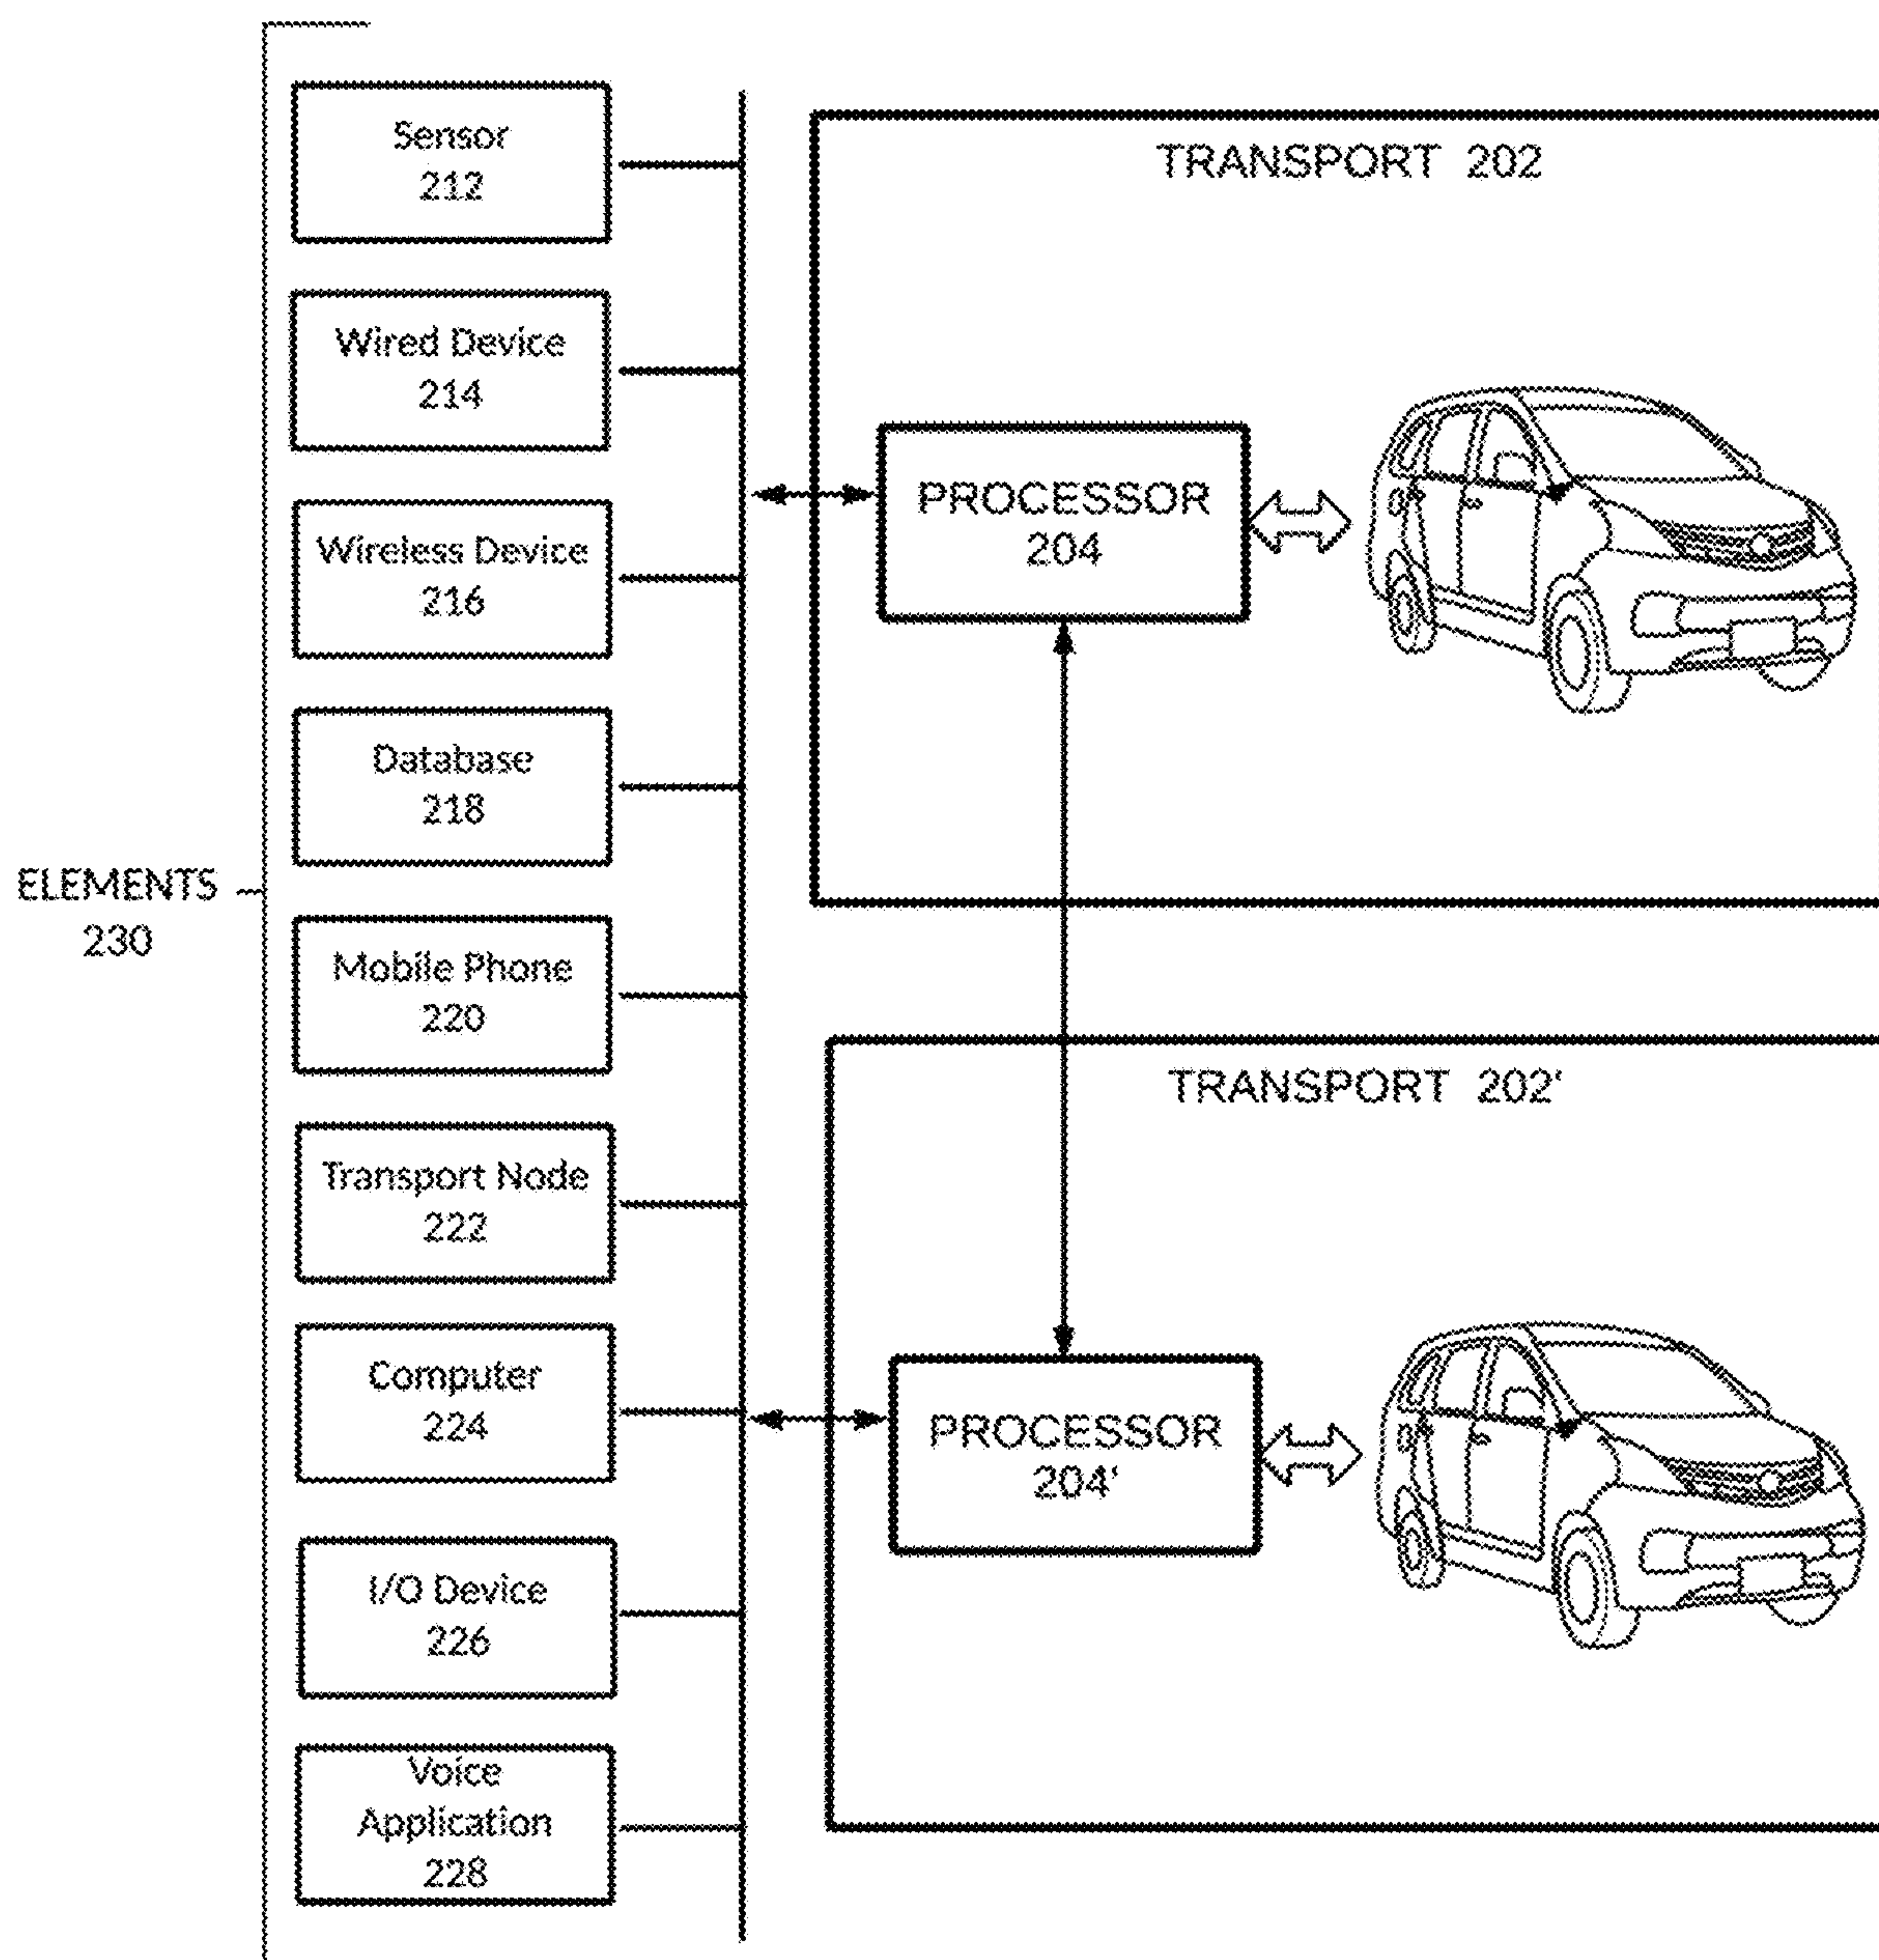 ELEMENTS
230
Sensor
212
Wired Device
214
Wireless Device
216
Database
218
Mobile Phone
220
Transport Node
222
Computer
224
I/O Device
226
Voice
Application
228
TRANSPORT 202
PROCESSOR
204
TRANSPORT 202'
PROCESSOR
204'